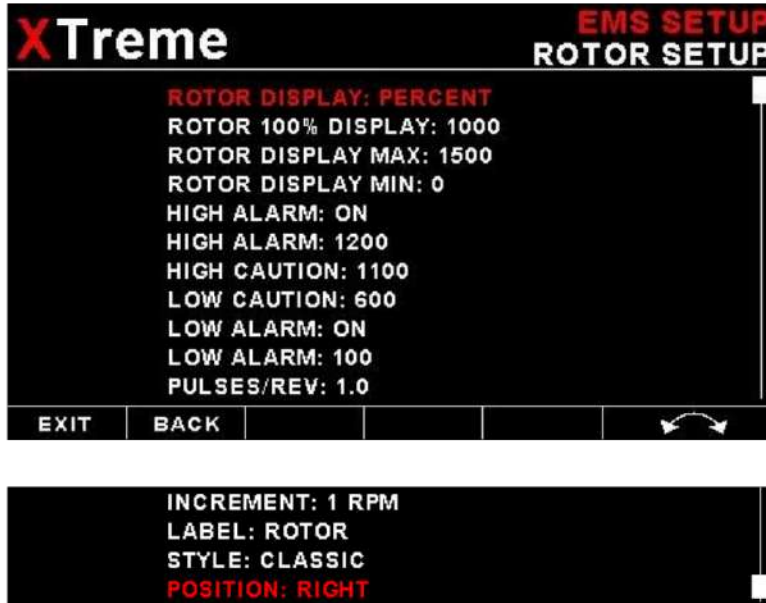 XTreme
EMS SETUP
ROTOR SETUP
ROTOR DISPLAY: PERCENT
ROTOR 100% DISPLAY: 1000
ROTOR DISPLAY MAX: 1500
ROTOR DISPLAY MIN: 0
HIGH ALARM: ON
HIGH ALARM: 1200
HIGH CAUTION: 1100
LOW CAUTION: 600
LOW ALARM: ON
LOW ALARM: 100
PULSES/REV: 1.0
EXIT BACK
INCREMENT: 1 RPM
LABEL: ROTOR
STYLE: CLASSIC
POSITION: RIGHT